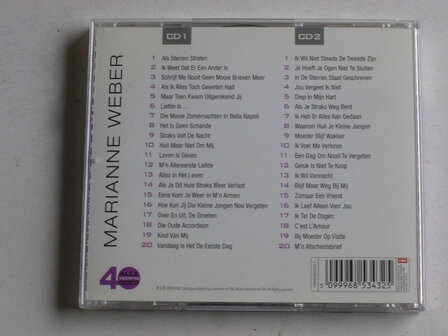 MARIANNE WEBER
CD 1
1 Als Sterren Stralen
2 Ik Weet Dat Er Een Ander Is
3 Schrijf Me Nooit Geen Mooie Brieven Meer
4 Als Ik Alles Toch Geweten Had
5 Maar Toen Kwam Uitgerekend Jij
6 Liefde Is...
7 Die Mooie Zomernachten In Bella Napoli
8 Het Is Geen Schande
9 Straks Valt De Nacht
10 Huil Maar Niet Om Mij
11 Leven Is Geven
12 M'n Allereerste Liefde
13 Alles In Het Leven
14 Als Je Dit Huis Straks Weer Verlaat
15 Eens Kom Je Weer In M'n Armen
16 Hoe Kon Jij Die Kleine Jongen Nou Vergeten
17 Over En Uit, De Groeten
18 Die Oude Accordeon
19 Kind Van Mij
20 Vandaag Is Het De Eerste Dag
CD 2
1 Ik Wil Niet Steeds De Tweede Zijn
2 Je Hoeft Je Ogen Niet Te Sluiten
3 In De Sterren Staat Geschreven
4 Jou Vergeet Ik Niet
5 Diep In Mijn Hart
6 Als Je Straks Weg Bent
7 Ik Heb Er Alles Aan Gedaan
8 Waarom Huil Je Kleine Jongen
9 Moeder Blijf Wakker
10 Ik Voel Me Verloren
11 Een Dag Om Nooit Te Vergeten
12 Geluk Is Niet Te Koop
13 Ik Wil Vannacht
14 Blijf Maar Weg Bij Mij
15 Zomaar Een Vriend
16 Ik Leef Alleen Voor Jou
17 Ik Tel De Dagen
18 C'est L'Amour
19 Bij Moeder Op Visite
20 M'n Afscheidsbrief
40
ALLE
GOED
EMI
5 099968 534325